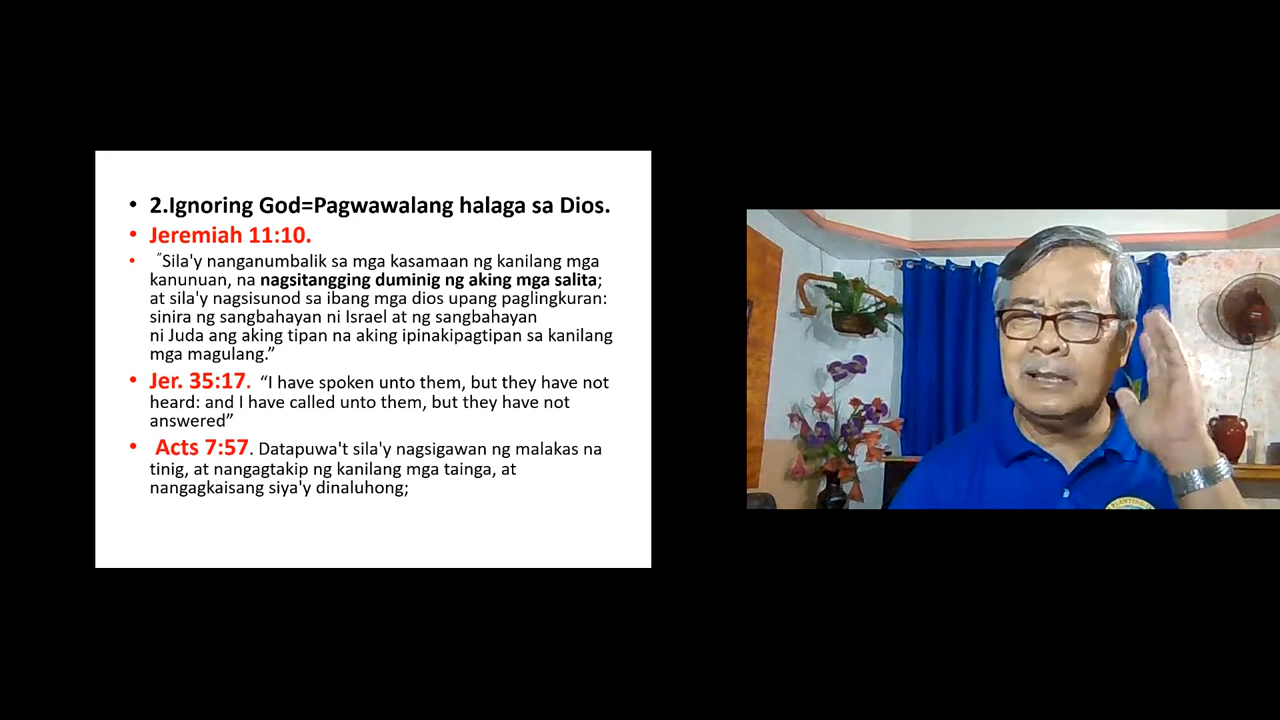 • 2.Ignoring God=Pagwawalang halaga sa Dios.
• Jeremiah 11:10.
• "Sila'y nanganumbalik sa mga kasamaan ng kanilang mga
kanunuan, na nagsitangging duminig ng aking mga salita;
at sila'y nagsisunod sa ibang mga dios upang paglingkuran:
sinira ng sangbahayan ni Israel at ng sangbahayan
ni Juda ang aking tipan na aking ipinakipagtipan sa kanilang
mga magulang.”
• Jer. 35:17. “I have spoken unto them, but they have not
heard: and I have called unto them, but they have not
answered”
• Acts 7:57. Datapuwa't sila'y nagsigawan ng malakas na
tinig, at nangagtakip ng kanilang mga tainga, at
nangagkaisang siya'y dinaluhong;
PLANTING